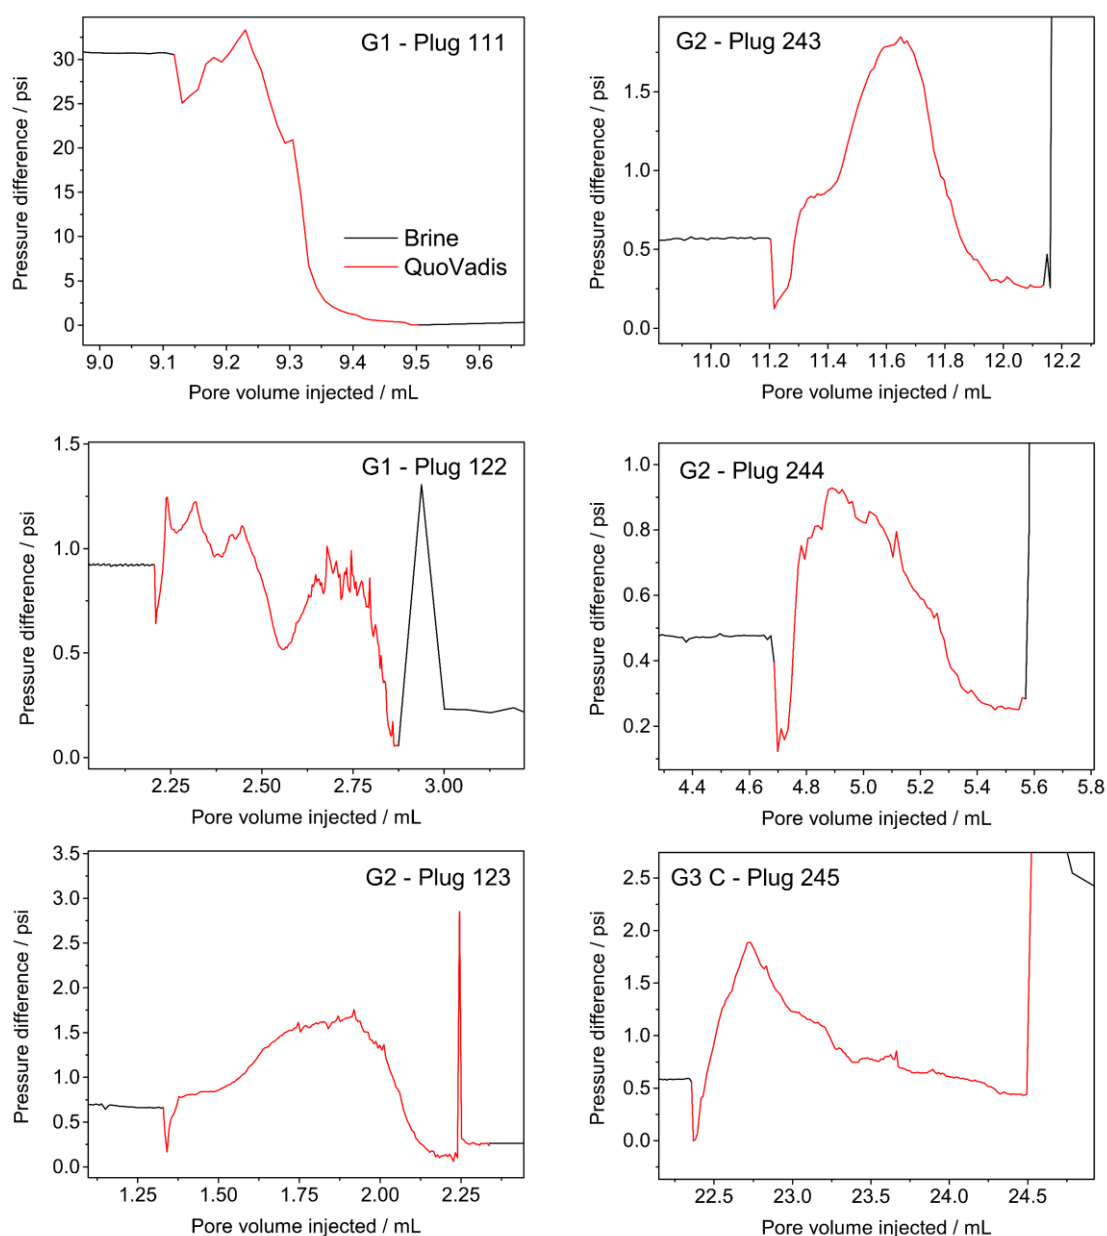 G1 - Plug 111
Pressure difference / psi
30
25
20
15
10
5
0
Brine
QuoVadis
9.0 9.1 9.2 9.3 9.4 9.5 9.6
Pore volume injected / mL
G2 - Plug 243
Pressure difference / psi
1.5
1.0
0.5
0.0
11.0 11.2 11.4 11.6 11.8 12.0 12.2
Pore volume injected / mL
G1 - Plug 122
Pressure difference / psi
1.5
1.0
0.5
0.0
2.25 2.50 2.75 3.00
Pore volume injected / mL
G2 - Plug 244
Pressure difference / psi
1.0
0.8
0.6
0.4
0.2
4.4 4.6 4.8 5.0 5.2 5.4 5.6 5.8
Pore volume injected / mL
G2 - Plug 123
Pressure difference / psi
3.5
3.0
2.5
2.0
1.5
1.0
0.5
0.0
1.25 1.50 1.75 2.00 2.25
Pore volume injected / mL
G3 C - Plug 245
Pressure difference / psi
2.5
2.0
1.5
1.0
0.5
0.0
22.5 23.0 23.5 24.0 24.5
Pore volume injected / mL